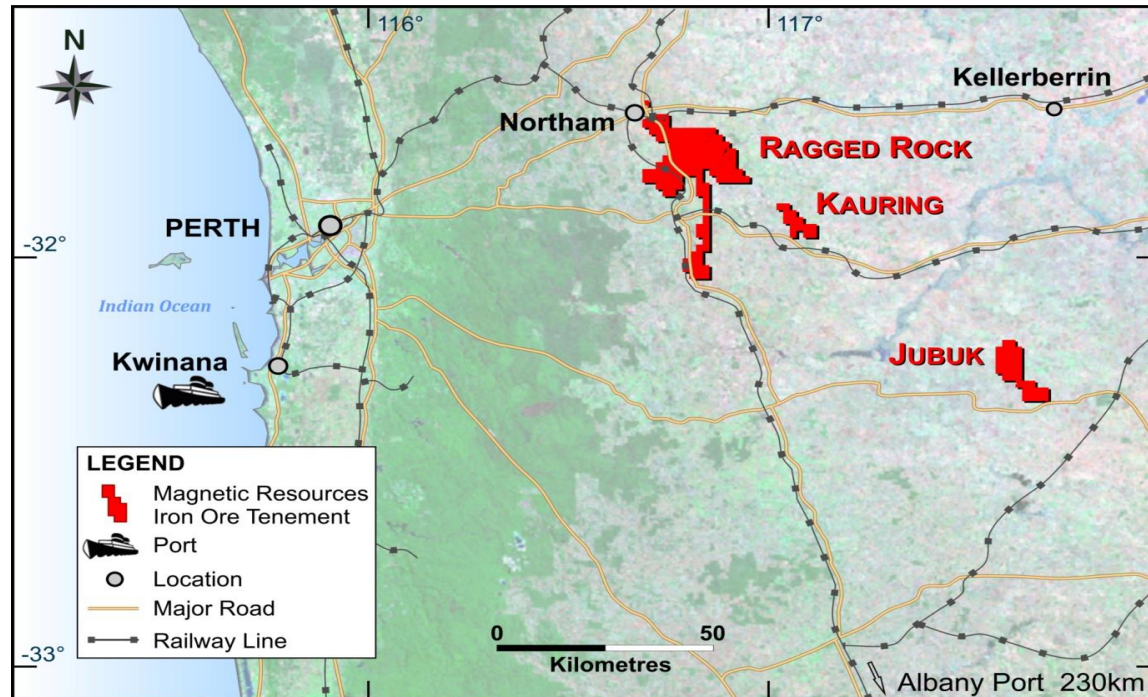 N
116°
117°
Kellerberrin
Northam
RAGGED ROCK
KAURING
PERTH
-32°
Indian Ocean
Kwinana
JUBUK
LEGEND
Magnetic Resources
Iron Ore Tenement
Port
Location
Major Road
Railway Line
0 50
Kilometres
-33°
Albany Port 230km